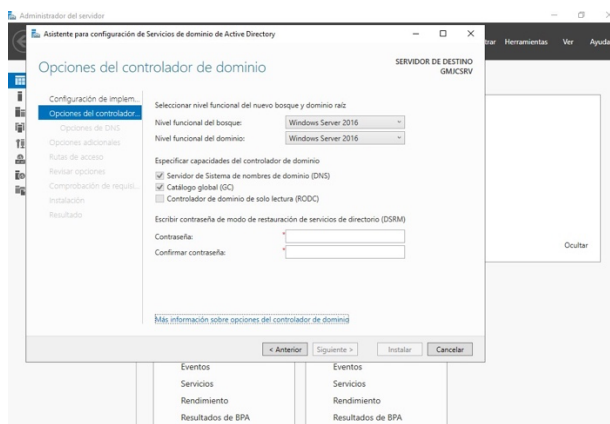 Administrador del servidor
Asistente para configuración de Servicios de dominio de Active Directory
Herramientas Ver Ayuda
Opciones del controlador de dominio
SERVIDOR DE DESTINO
GMJCSRV
Configuración de implem...
Opciones del controlador...
Opciones de DNS
Opciones adicionales
Rutas de acceso
Revisar opciones
Comprobación de requisi...
Instalación
Resultado
Seleccionar nivel funcional del nuevo bosque y dominio raíz
Nivel funcional del bosque: Windows Server 2016
Nivel funcional del dominio: Windows Server 2016
Especificar capacidades del controlador de dominio
Servidor de Sistema de nombres de dominio (DNS)
Catálogo global (GC)
Controlador de dominio de solo lectura (RODC)
Escribir contraseña de modo de restauración de servicios de directorio (DSRM)
Contraseña: *
Confirmar contraseña: *
Ocultar
Más información sobre opciones del controlador de dominio
< Anterior Siguiente > Instalar Cancelar
Eventos Eventos
Servicios Servicios
Rendimiento Rendimiento
Resultados de BPA Resultados de BPA